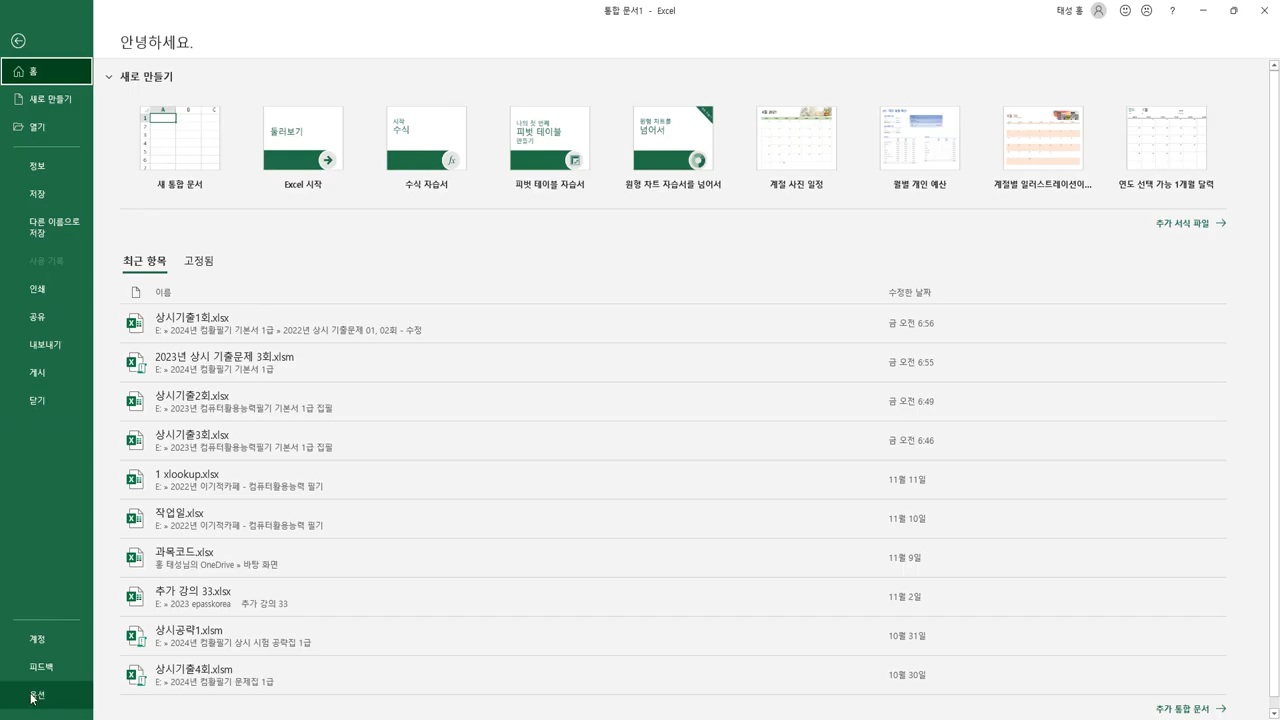 통합 문서1 - Excel
태성 홍
?
안녕하세요.
홈
새로 만들기
열기
정보
저장
다른 이름으로
저장
사용 기록
인쇄
공유
내보내기
게시
닫기
계정
피드백
옵션
새로 만들기
A B C
1
2
3
4
5
6
7
새 통합 문서
둘러보기
Excel 시작
시작
수식
fx
수식 자습서
나의 첫 번째
피벗 테이블
만들기
피벗 테이블 자습서
원형 차트를
넘어서
원형 차트 자습서를 넘어서
계절 사진 일정
월별 개인 예산
계절별 일러스트레이션이...
연도 선택 가능 1개월 달력
추가 서식 파일
최근 항목 고정됨
이름 수정한 날짜
상시기출1회.xlsx
E: » 2024년 컴활필기 기본서 1급 » 2022년 상시 기출문제 01, 02회 - 수정
금 오전 6:56
2023년 상시 기출문제 3회.xlsm
E: » 2024년 컴활필기 기본서 1급
금 오전 6:55
상시기출2회.xlsx
E: » 2023년 컴퓨터활용능력필기 기본서 1급 집필
금 오전 6:49
상시기출3회.xlsx
E: » 2023년 컴퓨터활용능력필기 기본서 1급 집필
금 오전 6:46
1 xlookup.xlsx
E: » 2022년 이기적카페 - 컴퓨터활용능력 필기
11월 11일
작업일.xlsx
E: » 2022년 이기적카페 - 컴퓨터활용능력 필기
11월 10일
과목코드.xlsx
홍 태성님의 OneDrive » 바탕 화면
11월 9일
추가 강의 33.xlsx
E: » 2023 epasskorea 추가 강의 33
11월 2일
상시공략1.xlsm
E: » 2024년 컴활필기 상시 시험 공략집 1급
10월 31일
상시기출4회.xlsm
E: » 2024년 컴활필기 문제집 1급
10월 30일
추가 통합 문서